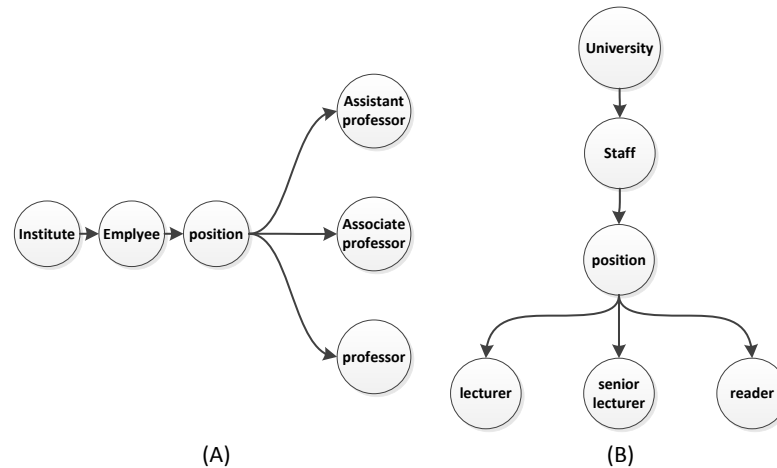 Institute
Emplyee
position
Assistant
professor
Associate
professor
professor
(A)
University
Staff
position
lecturer
senior
lecturer
reader
(B)